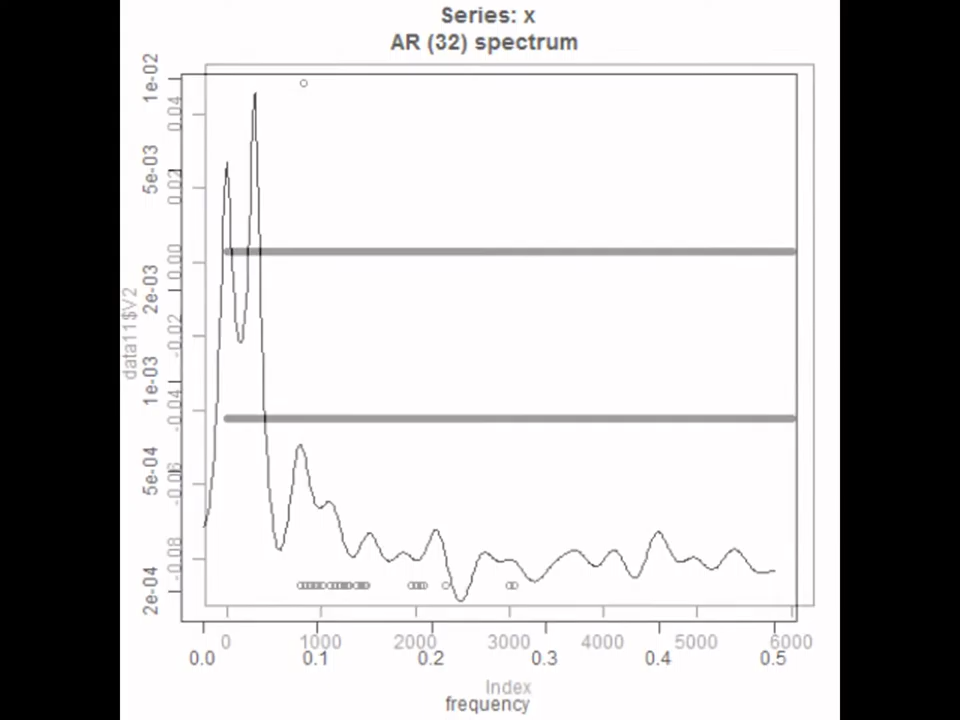 Series: x
AR (32) spectrum
1e-02
5e-03
2e-03
1e-03
5e-04
2e-04
0.04
0.02
0.00
-0.02
-0.04
-0.06
-0.08
data11$V2
0 1000 2000 3000 4000 5000 6000
0.0 0.1 0.2 0.3 0.4 0.5
Index
frequency